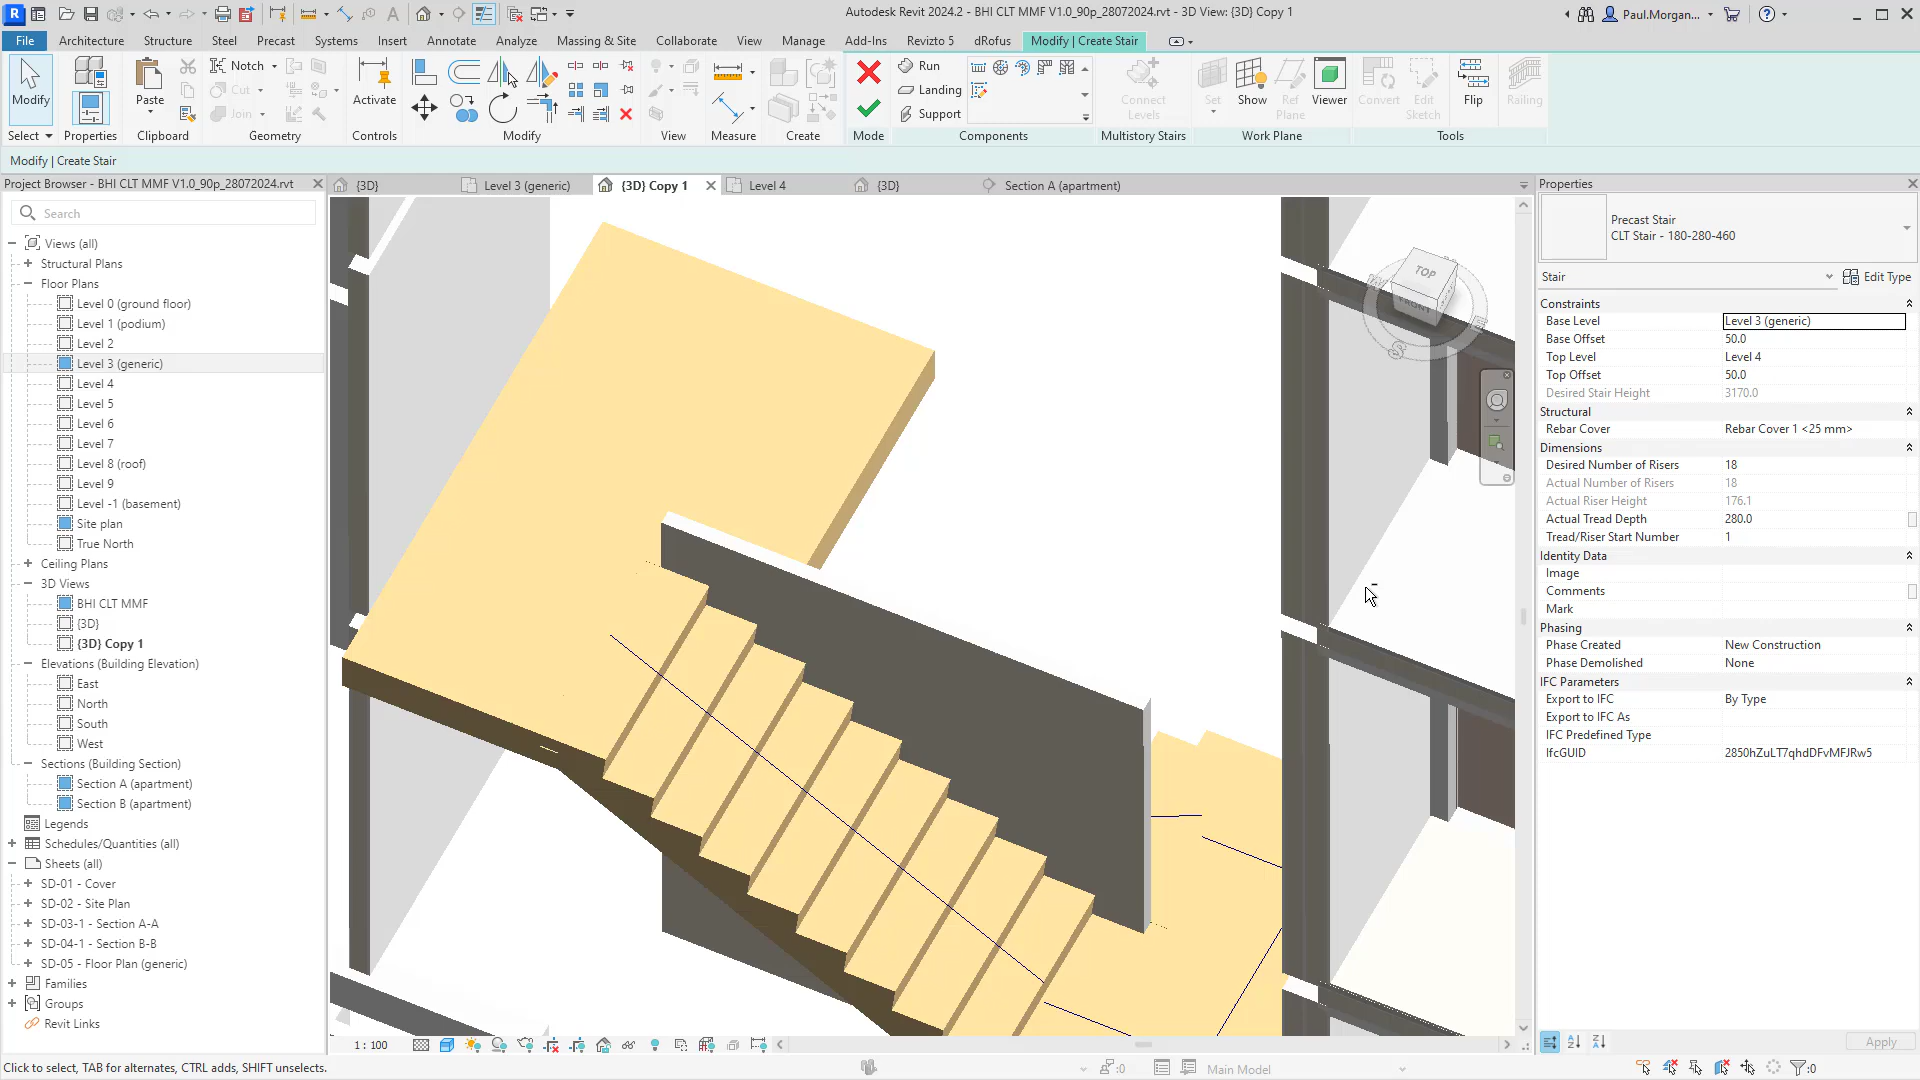 Autodesk Revit 2024.2 - BHI CLT MMF V1.0_90p_28072024.rvt - 3D View: {3D} Copy 1
Paul.Morgan...
File Architecture Structure Steel Precast Systems Insert Annotate Analyze Massing & Site Collaborate View Manage Add-Ins Revizto 5 dRofus Modify | Create Stair
Modify
Paste
Notch
Cut
Join
Activate
Run
Landing
Support
Connect Levels
Set
Show
Ref Plane
Viewer
Convert
Edit Sketch
Flip
Railing
Select Properties Clipboard Geometry Controls Modify View Measure Create Mode Components Multistory Stairs Work Plane Tools
Modify | Create Stair
Project Browser - BHI CLT MMF V1.0_90p_28072024.rvt
{3D} Level 3 (generic) {3D} Copy 1 Level 4 {3D} Section A (apartment)
Search
Views (all)
Structural Plans
Floor Plans
Level 0 (ground floor)
Level 1 (podium)
Level 2
Level 3 (generic)
Level 4
Level 5
Level 6
Level 7
Level 8 (roof)
Level 9
Level -1 (basement)
Site plan
True North
Ceiling Plans
3D Views
BHI CLT MMF
{3D}
{3D} Copy 1
Elevations (Building Elevation)
East
North
South
West
Sections (Building Section)
Section A (apartment)
Section B (apartment)
Legends
Schedules/Quantities (all)
Sheets (all)
SD-01 - Cover
SD-02 - Site Plan
SD-03-1 - Section A-A
SD-04-1 - Section B-B
SD-05 - Floor Plan (generic)
Families
Groups
Revit Links
TOP
FRONT
S
E
Properties
Precast Stair
CLT Stair - 180-280-460
Stair Edit Type
Constraints
Base Level Level 3 (generic)
Base Offset 50.0
Top Level Level 4
Top Offset 50.0
Desired Stair Height 3170.0
Structural
Rebar Cover Rebar Cover 1 <25 mm>
Dimensions
Desired Number of Risers 18
Actual Number of Risers 18
Actual Riser Height 176.1
Actual Tread Depth 280.0
Tread/Riser Start Number 1
Identity Data
Image
Comments
Mark
Phasing
Phase Created New Construction
Phase Demolished None
IFC Parameters
Export to IFC By Type
Export to IFC As
IFC Predefined Type
IfcGUID 2850hZuLT7qhdDFvMFJRw5
Apply
1 : 100
Click to select, TAB for alternates, CTRL adds, SHIFT unselects.
:0
Main Model
:0